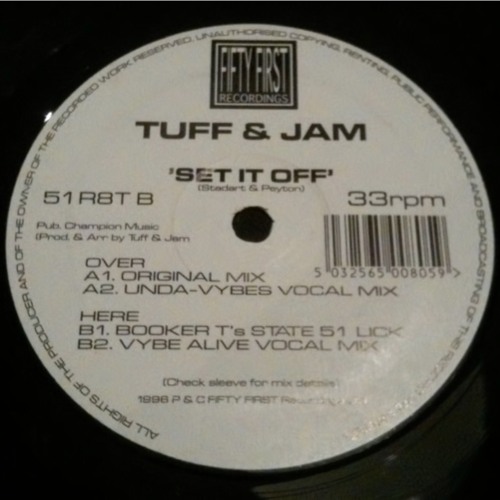 FIFTY FIRST
RECORDINGS
TUFF & JAM
'SET IT OFF'
(Stadart & Peyton)
51 R8T B
33rpm
Pub. Champion Music
(Prod. & Arr by Tuff & Jam
5 032565 008059 >
OVER
A1. ORIGINAL MIX
A2. UNDA-VYBES VOCAL MIX
HERE
B1. BOOKER T's STATE 51 LICK
B2. VYBE ALIVE VOCAL MIX
(Check sleeve for mix details)
1996 P & C FIFTY FIRST
ALL RIGHTS OF THE PRODUCER AND OF THE OWNER OF THE RECORDED WORK RESERVED. UNAUTHORISED COPYING, RENTING, PUBLIC PERFORMANCE AND BROADCASTING OF THIS